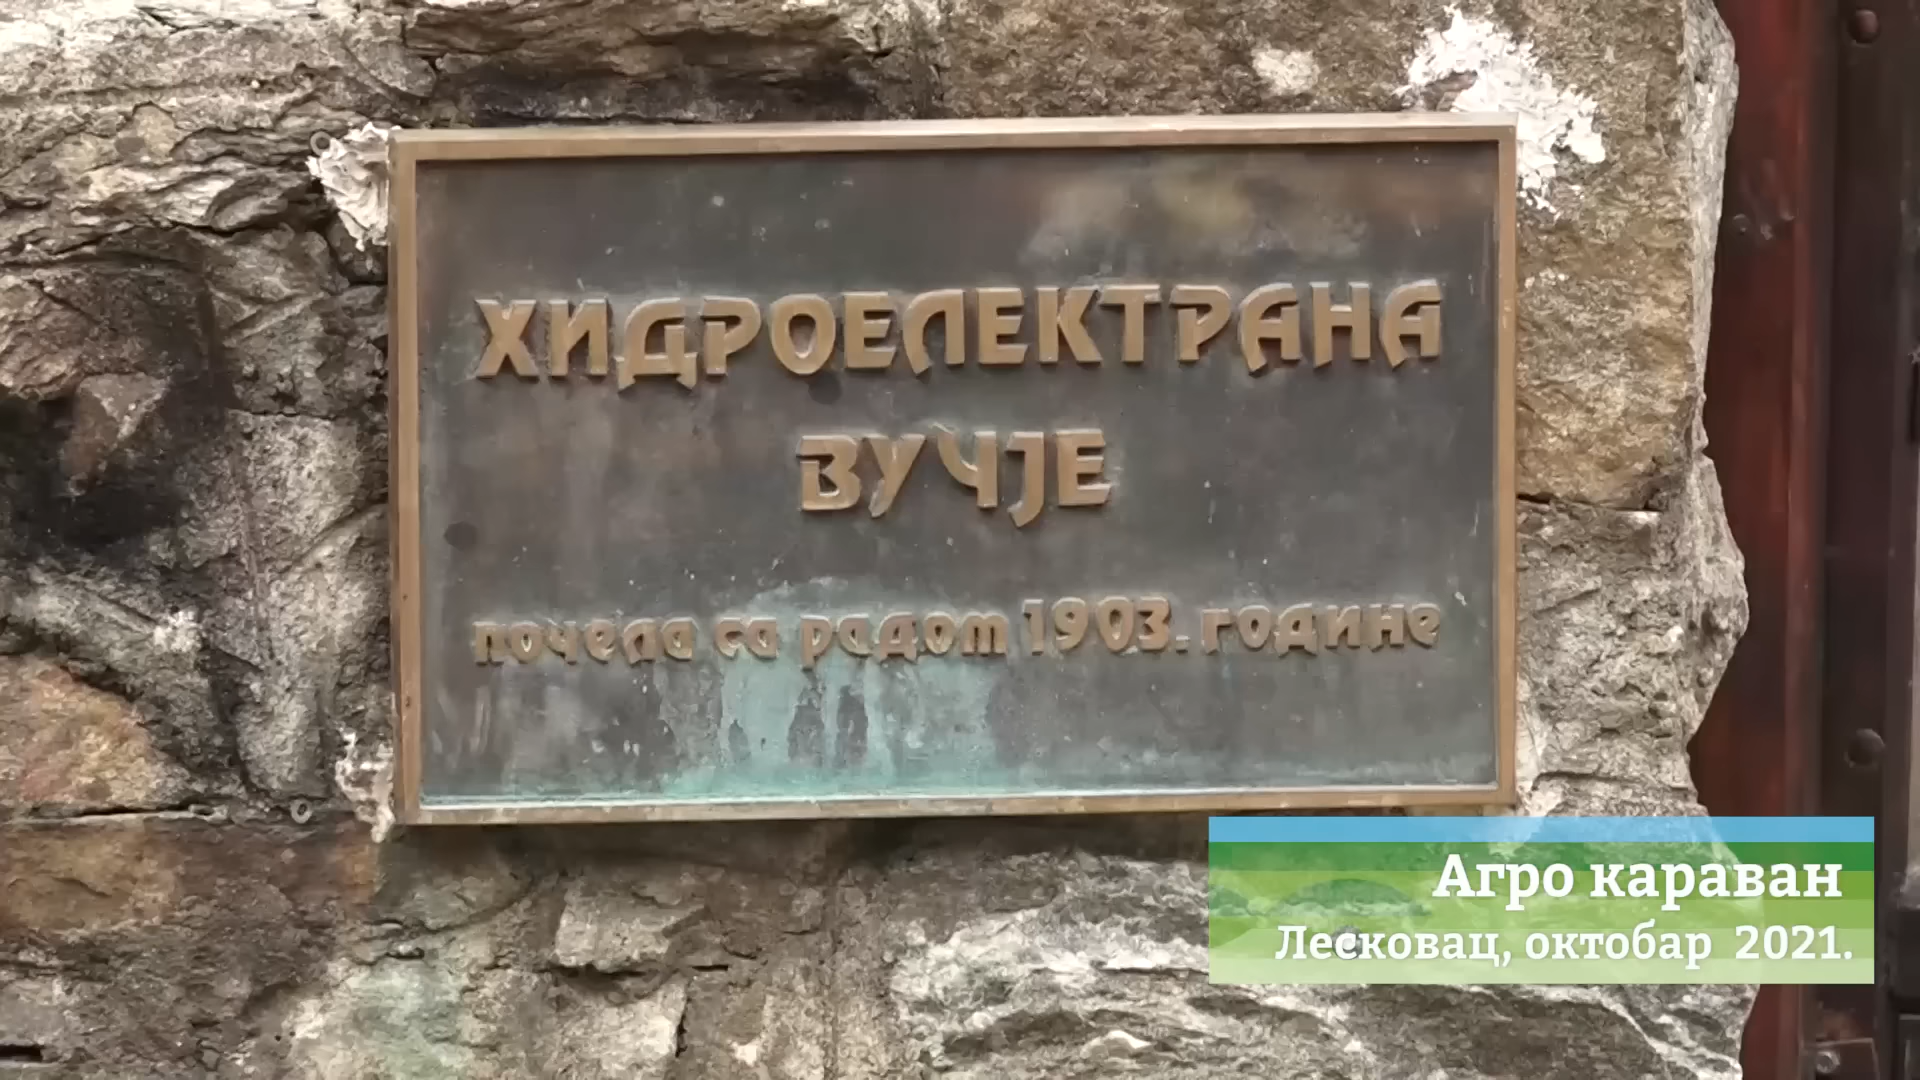 ХИДРОЕЛЕКТРАНА
ВУЧЈЕ
почела са радом 1903. године
Агро караван
Лесковац, октобар 2021.